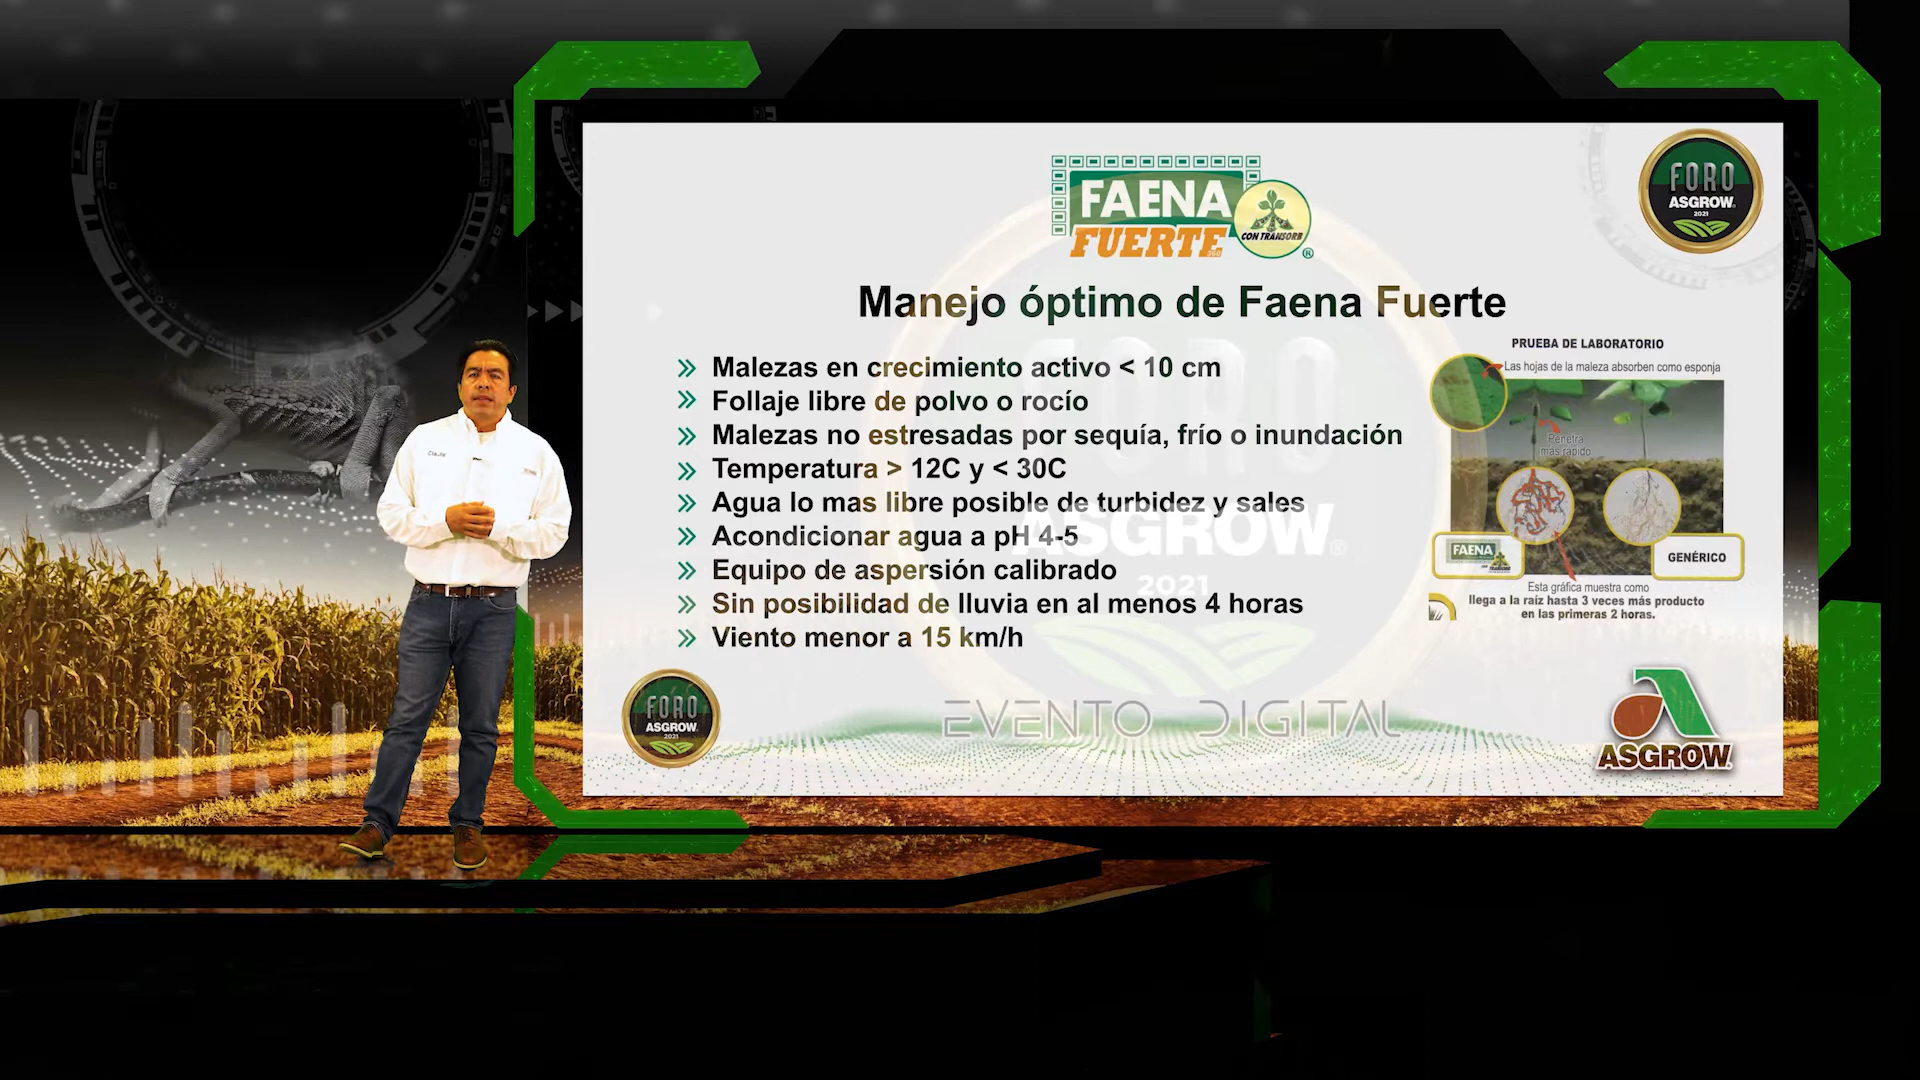 FAENA
FUERTE
360
CON TRANSORB
®
FORO
ASGROW
2021
Manejo óptimo de Faena Fuerte
Malezas en crecimiento activo < 10 cm
Follaje libre de polvo o rocío
Malezas no estresadas por sequía, frío o inundación
Temperatura > 12C y < 30C
Agua lo mas libre posible de turbidez y sales
Acondicionar agua a pH 4-5
Equipo de aspersión calibrado
Sin posibilidad de lluvia en al menos 4 horas
Viento menor a 15 km/h
PRUEBA DE LABORATORIO
Las hojas de la maleza absorben como esponja
Penetra
más rápido
FAENA
GENÉRICO
Esta gráfica muestra como
llega a la raíz hasta 3 veces más producto
en las primeras 2 horas.
FORO
ASGROW®
2021
EVENTO DIGITAL
FORO
ASGROW
2021
ASGROW